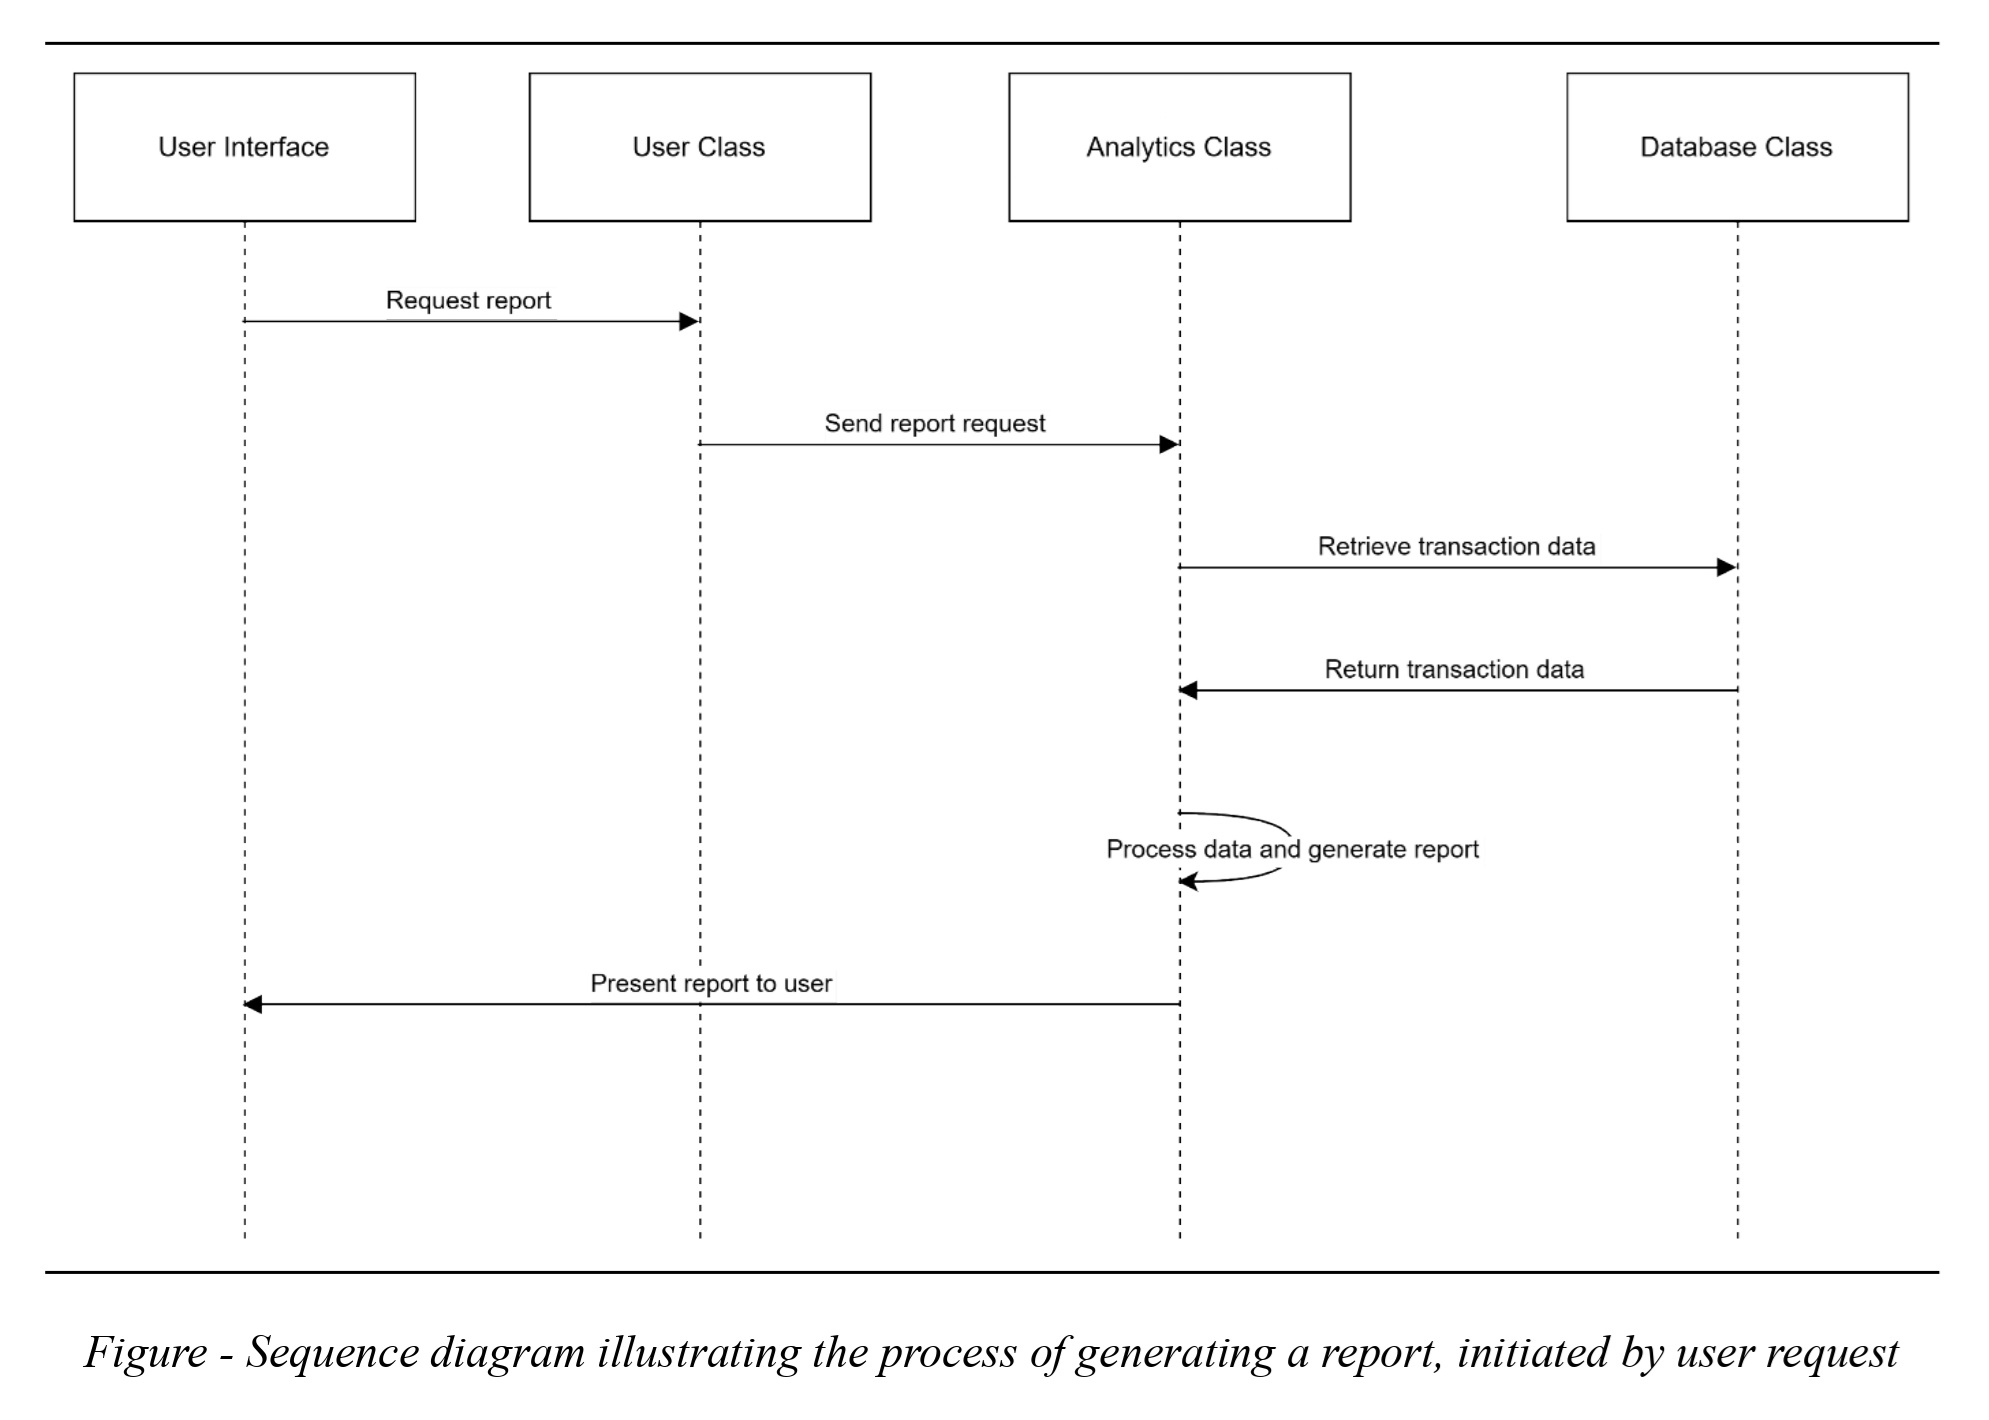 User Interface
User Class
Analytics Class
Database Class
Request report
Send report request
Retrieve transaction data
Return transaction data
Process data and generate report
Present report to user
Figure - Sequence diagram illustrating the process of generating a report, initiated by user request